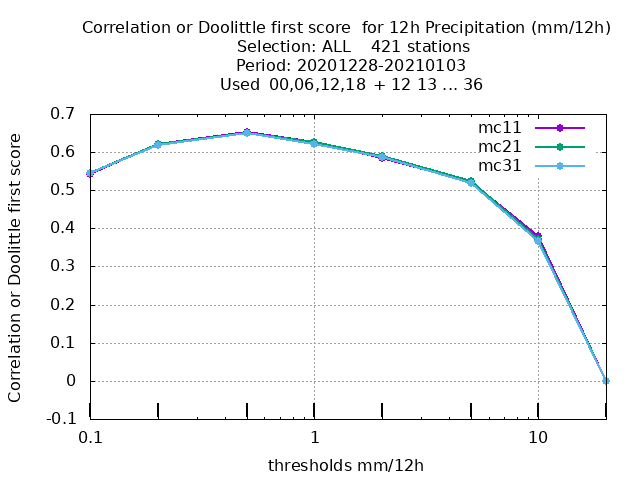 Correlation or Doolittle first score  for 12h Precipitation (mm/12h)
Selection: ALL    421 stations
Period: 20201228-20210103
Used  00,06,12,18  + 12 13 ... 36
Correlation or Doolittle first score
0.7
0.6
0.5
0.4
0.3
0.2
0.1
0
-0.1
mc11
mc21
mc31
0.1
1
10
thresholds mm/12h